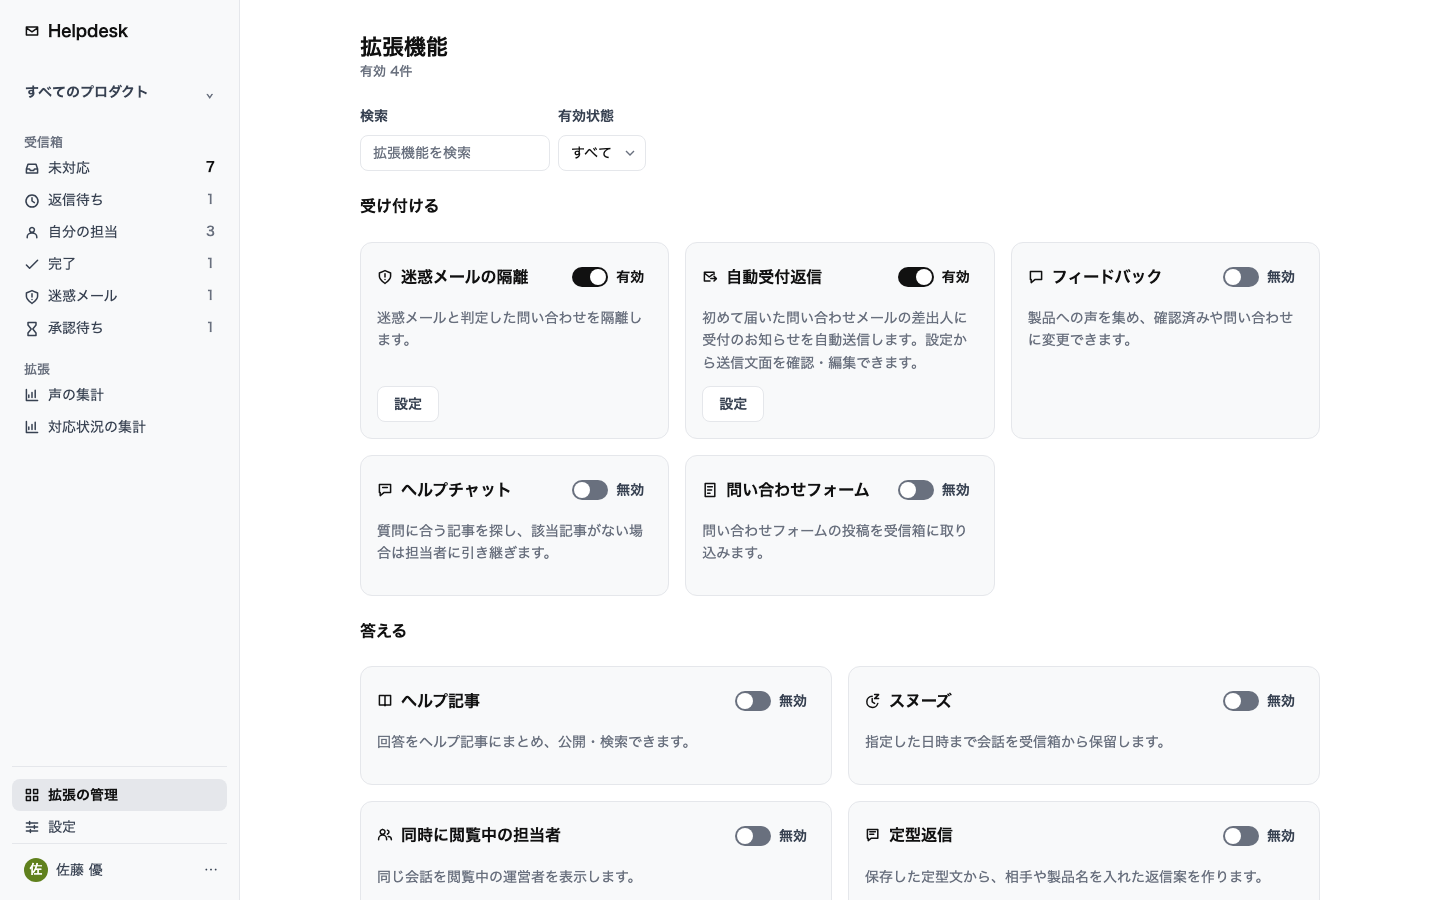 Helpdesk
すべてのプロダクト
受信箱
未対応 7
返信待ち 1
自分の担当 3
完了 1
迷惑メール 1
承認待ち 1
拡張
声の集計
対応状況の集計
拡張の管理
設定
佐 佐藤 優 …
拡張機能
有効 4件
検索 有効状態
拡張機能を検索 すべて
受け付ける
迷惑メールの隔離 有効
迷惑メールと判定した問い合わせを隔離し
ます。
設定
自動受付返信 有効
初めて届いた問い合わせメールの差出人に
受付のお知らせを自動送信します。設定か
ら送信文面を確認・編集できます。
設定
フィードバック 無効
製品への声を集め、確認済みや問い合わせ
に変更できます。
ヘルプチャット 無効
質問に合う記事を探し、該当記事がない場
合は担当者に引き継ぎます。
問い合わせフォーム 無効
問い合わせフォームの投稿を受信箱に取り
込みます。
答える
ヘルプ記事 無効
回答をヘルプ記事にまとめ、公開・検索できます。
スヌーズ 無効
指定した日時まで会話を受信箱から保留します。
同時に閲覧中の担当者 無効
同じ会話を閲覧中の運営者を表示します。
定型返信 無効
保存した定型文から、相手や製品名を入れた返信案を作ります。